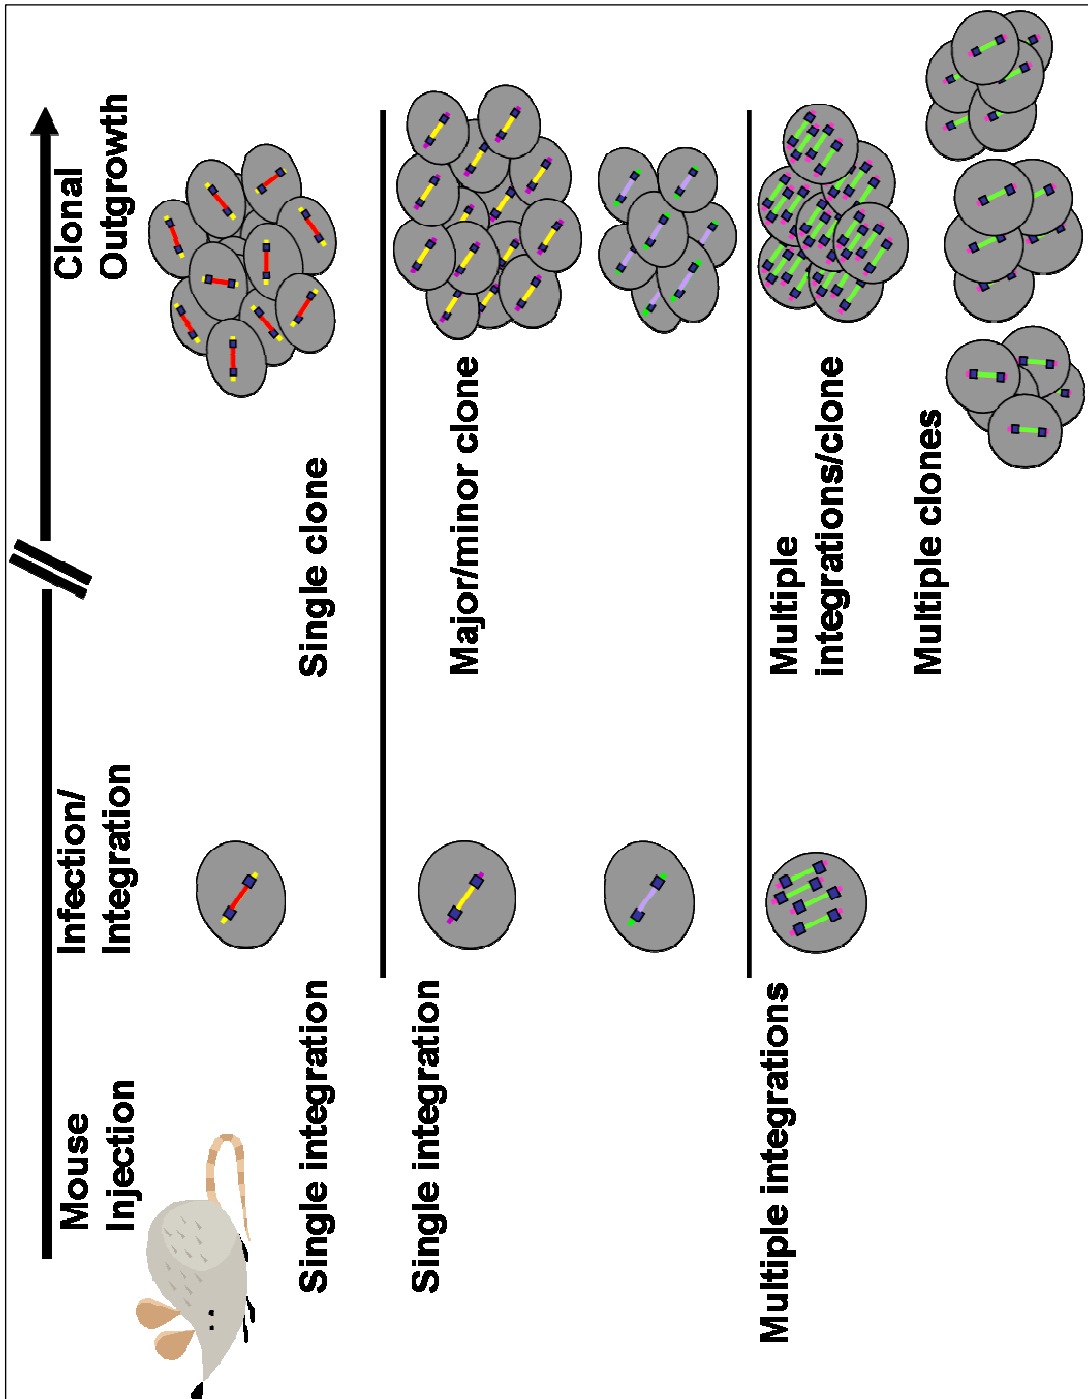 Mouse
Injection
Infection/
Integration
Clonal
Outgrowth
Single integration
Single clone
Single integration
Major/minor clone
Multiple integrations
Multiple
integrations/clone
Multiple clones